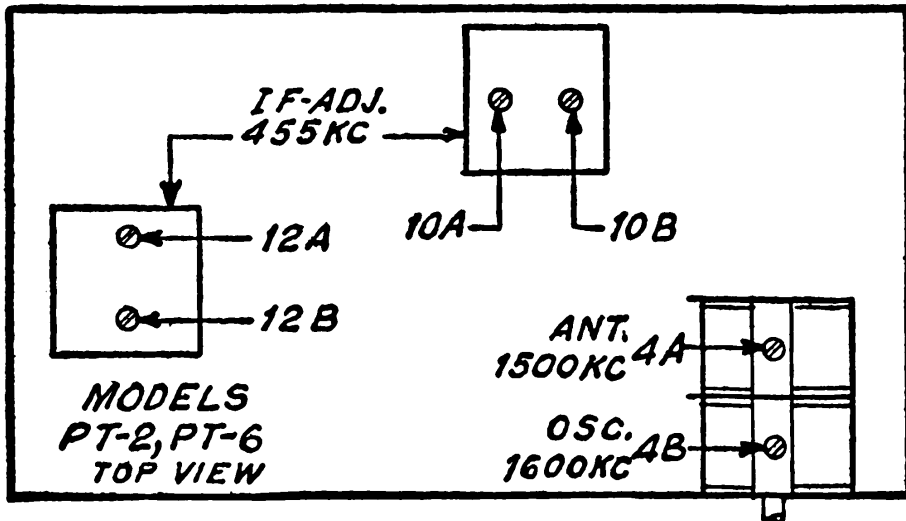 IF-ADJ.
455KC
10A
10B
12A
12B
ANT.
1500KC 4A
OSC.
1600KC 4B
MODELS
PT-2, PT-6
TOP VIEW